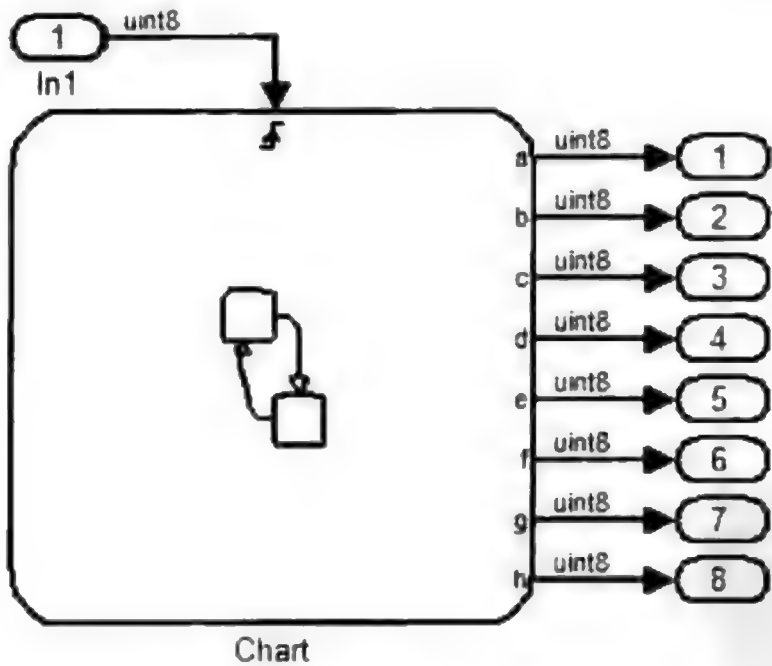 1 uint8
In1
a uint8 1
b uint8 2
c uint8 3
d uint8 4
e uint8 5
f uint8 6
g uint8 7
h uint8 8
Chart